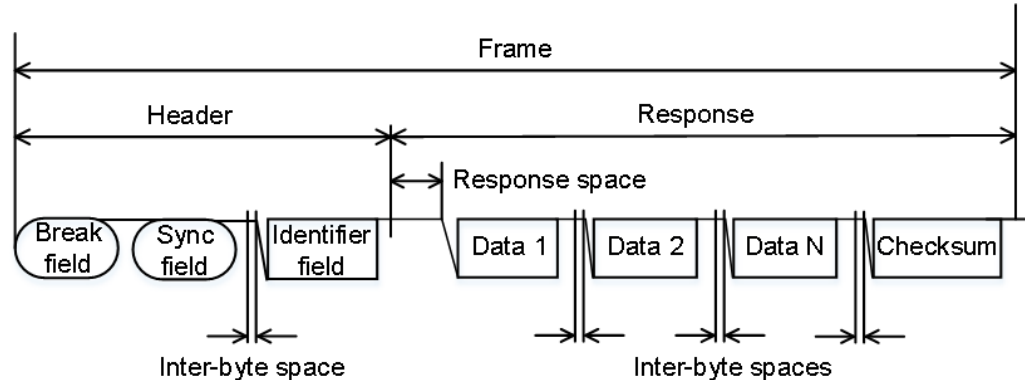 Frame
Header
Response
Response space
Break
field
Sync
field
Identifier
field
Data 1
Data 2
Data N
Checksum
Inter-byte space
Inter-byte spaces